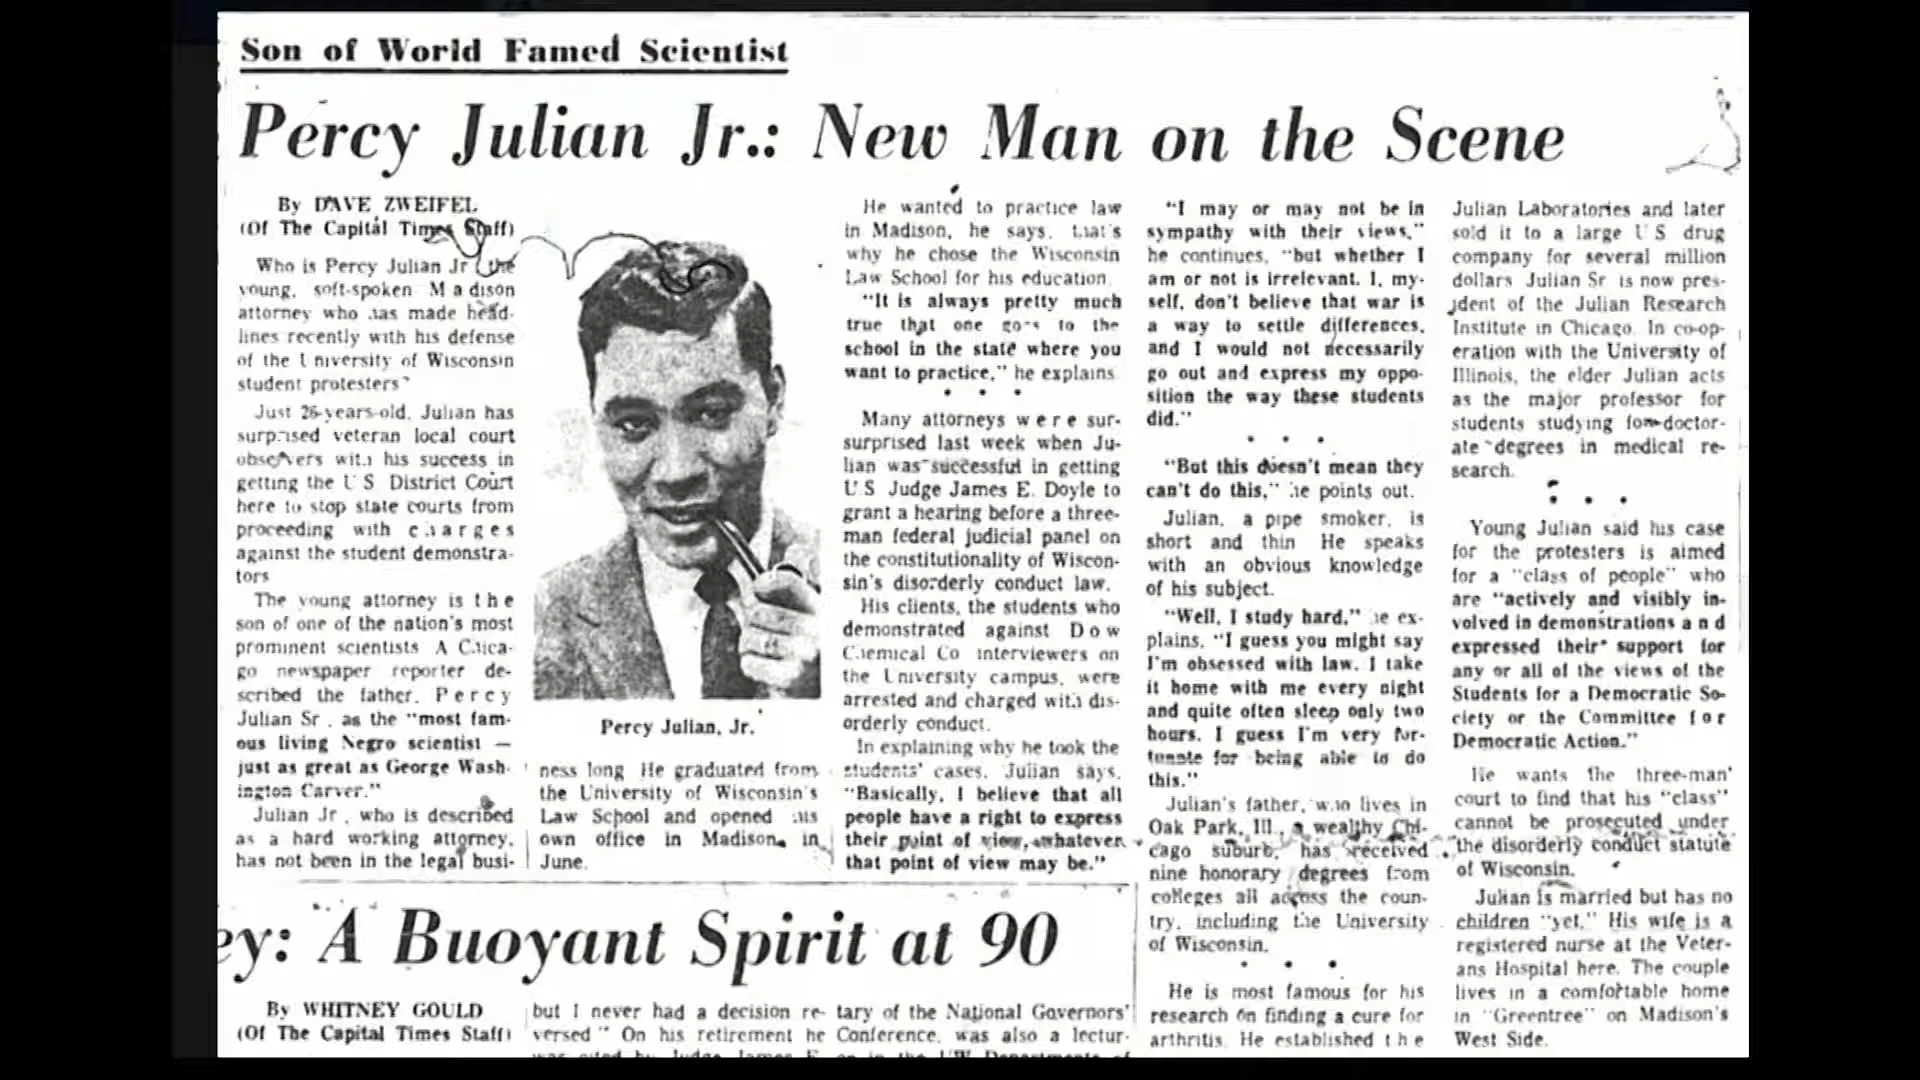 Son of World Famed Scientist
Percy Julian Jr.: New Man on the Scene
By DAVE ZWEIFEL
(Of The Capital Times Staff)
Who is Percy Julian Jr the
young, soft-spoken Madison
attorney who has made head-
lines recently with his defense
of the University of Wisconsin
student protesters
Just 26-years-old, Julian has
surprised veteran local court
observers with his success in
getting the U S District Court
here to stop state courts from
proceeding with charges
against the student demonstra-
tors
The young attorney is the
son of one of the nation's most
prominent scientists A Chica-
go newspaper reporter de-
scribed the father, Percy
Julian Sr, as the "most fam-
ous living Negro scientist —
just as great as George Wash-
ington Carver."
Julian Jr, who is described
as a hard working attorney,
has not been in the legal busi-
Percy Julian, Jr.
ness long He graduated from
the University of Wisconsin's
Law School and opened his
own office in Madison, in
June.
He wanted to practice law
in Madison, he says, that's
why he chose the Wisconsin
Law School for his education
"It is always pretty much
true that one goes to the
school in the state where you
want to practice," he explains
• • •
Many attorneys were sur-
surprised last week when Ju-
lian was successful in getting
U S Judge James E. Doyle to
grant a hearing before a three-
man federal judicial panel on
the constitutionality of Wiscon-
sin's disorderly conduct law.
His clients, the students who
demonstrated against Dow
Chemical Co interviewers on
the University campus, were
arrested and charged with dis-
orderly conduct.
In explaining why he took the
students' cases, Julian says,
"Basically, I believe that all
people have a right to express
their point of view, whatever
that point of view may be."
"I may or may not be in
sympathy with their views,"
he continues, "but whether I
am or not is irrelevant. I, my-
self, don't believe that war is
a way to settle differences,
and I would not necessarily
go out and express my oppo-
sition the way these students
did."
• • •
"But this doesn't mean they
can't do this," he points out.
Julian, a pipe smoker, is
short and thin He speaks
with an obvious knowledge
of his subject.
"Well, I study hard," he ex-
plains, "I guess you might say
I'm obsessed with law. I take
it home with me every night
and quite often sleep only two
hours. I guess I'm very for-
tunate for being able to do
this."
Julian's father, who lives in
Oak Park, Ill., a wealthy Chi-
cago suburb, has received
nine honorary degrees from
colleges all across the coun-
try, including the University
of Wisconsin.
• • •
He is most famous for his
research on finding a cure for
arthritis. He established the
Julian Laboratories and later
sold it to a large U S drug
company for several million
dollars Julian Sr is now pres-
ident of the Julian Research
Institute in Chicago. In co-op-
eration with the University of
Illinois, the elder Julian acts
as the major professor for
students studying for doctor-
ate degrees in medical re-
search.
• • •
Young Julian said his case
for the protesters is aimed
for a "class of people" who
are "actively and visibly in-
volved in demonstrations and
expressed their support for
any or all of the views of the
Students for a Democratic So-
ciety or the Committee for
Democratic Action."
He wants the three-man
court to find that his "class"
cannot be prosecuted under
the disorderly conduct statute
of Wisconsin.
Julian is married but has no
children "yet." His wife is a
registered nurse at the Veter-
ans Hospital here. The couple
lives in a comfortable home
in "Greentree" on Madison's
West Side.
ey: A Buoyant Spirit at 90
By WHITNEY GOULD
(Of The Capital Times Staff)
but I never had a decision re-
versed" On his retirement he
was cited by Judge James E
tary of the National Governors'
Conference, was also a lectur-
in the UW Department of